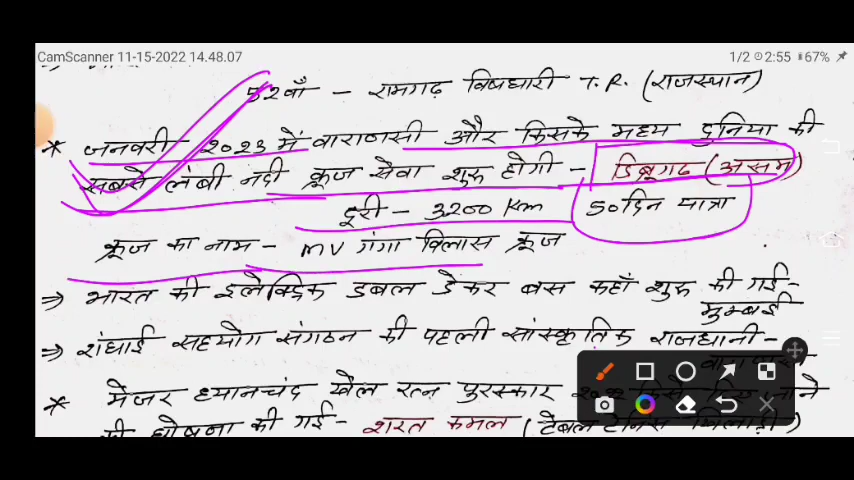 CamScanner 11-15-2022 14.48.07
1/2 2:55 67%
52वाँ - रामगढ़ विषधारी T.R. (राजस्थान)
* जनवरी 2023 में वाराणसी और किसके मध्य दुनिया की
सबसे लंबी नदी क्रूज सेवा शुरू होगी - डिब्रूगढ (असम)
दूरी - 3200 Km 50 दिन यात्रा
क्रूज का नाम - MV गंगा विलास क्रूज
⇒ भारत की इलेक्ट्रिक डबल डेकर बस कहाँ शुरू की गई-
मुम्बई
⇒ शंघाई सहयोग संगठन की पहली सांस्कृतिक राजधानी-
* मेजर ध्यानचंद खेल रत्न पुरस्कार
की घोषणा की गई - शरत कमल (टेबल टेनिस खिलाड़ी)